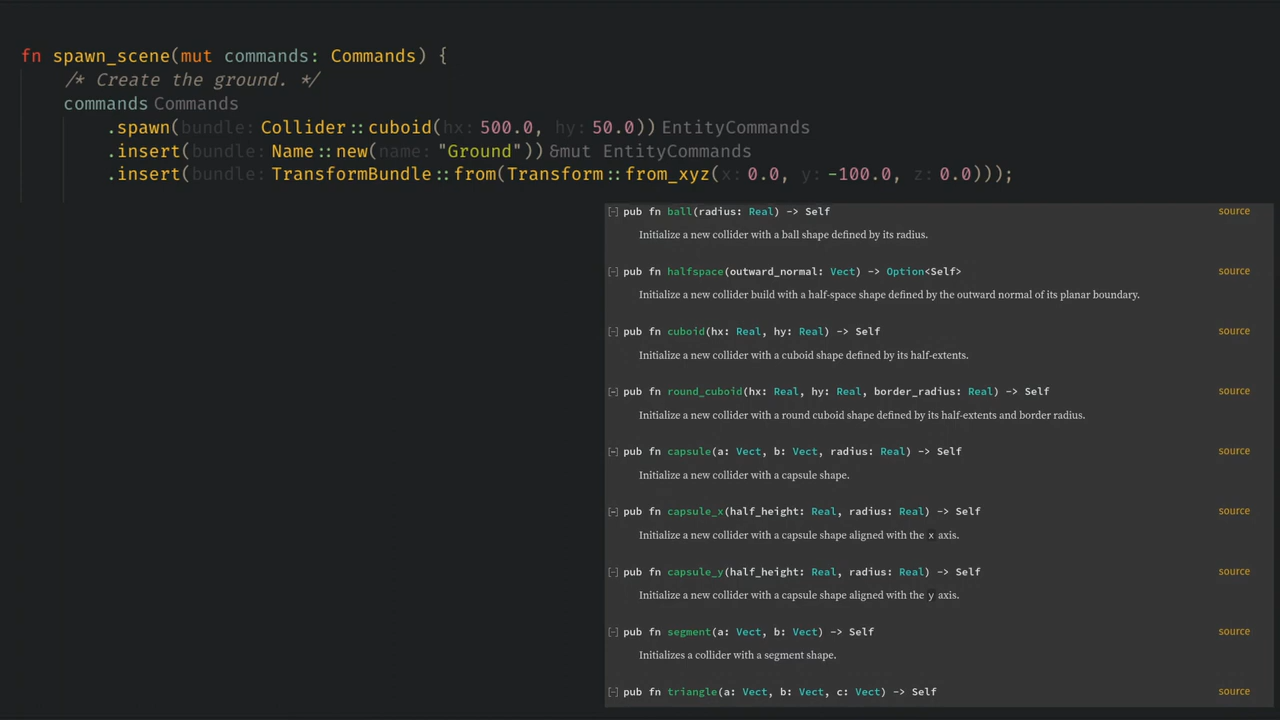 fn spawn_scene(mut commands: Commands) {
/* Create the ground. */
commands Commands
.spawn(bundle: Collider::cuboid(hx: 500.0, hy: 50.0)) EntityCommands
.insert(bundle: Name::new(name: "Ground")) &mut EntityCommands
.insert(bundle: TransformBundle::from(Transform::from_xyz(x: 0.0, y: -100.0, z: 0.0)));
[-] pub fn ball(radius: Real) -> Self source
Initialize a new collider with a ball shape defined by its radius.
[-] pub fn halfspace(outward_normal: Vect) -> Option<Self> source
Initialize a new collider build with a half-space shape defined by the outward normal of its planar boundary.
[-] pub fn cuboid(hx: Real, hy: Real) -> Self source
Initialize a new collider with a cuboid shape defined by its half-extents.
[-] pub fn round_cuboid(hx: Real, hy: Real, border_radius: Real) -> Self source
Initialize a new collider with a round cuboid shape defined by its half-extents and border radius.
[-] pub fn capsule(a: Vect, b: Vect, radius: Real) -> Self source
Initialize a new collider with a capsule shape.
[-] pub fn capsule_x(half_height: Real, radius: Real) -> Self source
Initialize a new collider with a capsule shape aligned with the x axis.
[-] pub fn capsule_y(half_height: Real, radius: Real) -> Self source
Initialize a new collider with a capsule shape aligned with the y axis.
[-] pub fn segment(a: Vect, b: Vect) -> Self source
Initializes a collider with a segment shape.
[-] pub fn triangle(a: Vect, b: Vect, c: Vect) -> Self source